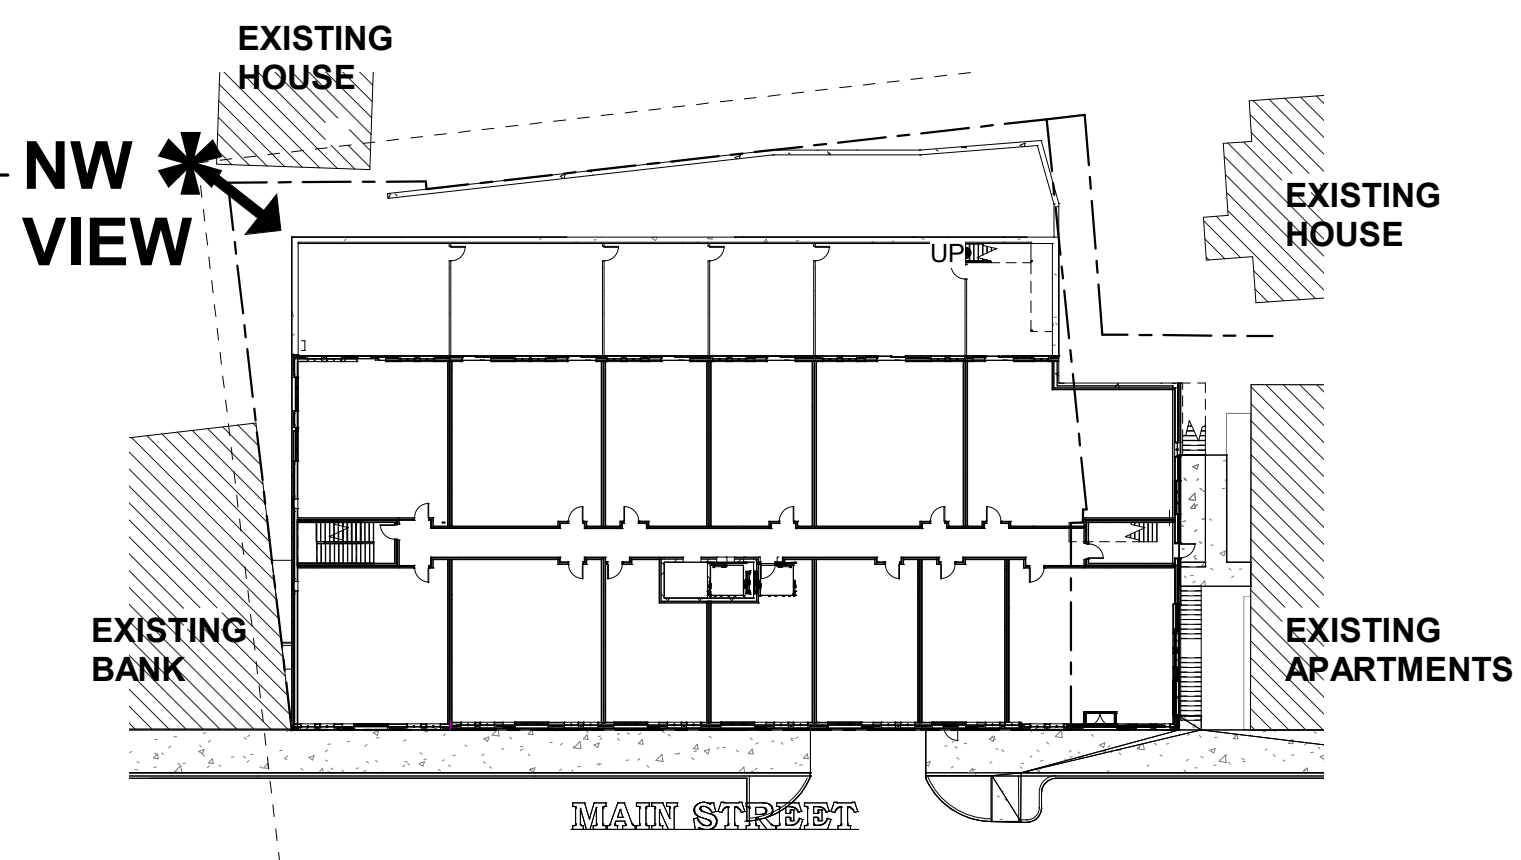 EXISTING
HOUSE
NW
VIEW
EXISTING
HOUSE
UP
EXISTING
BANK
EXISTING
APARTMENTS
MAIN STREET